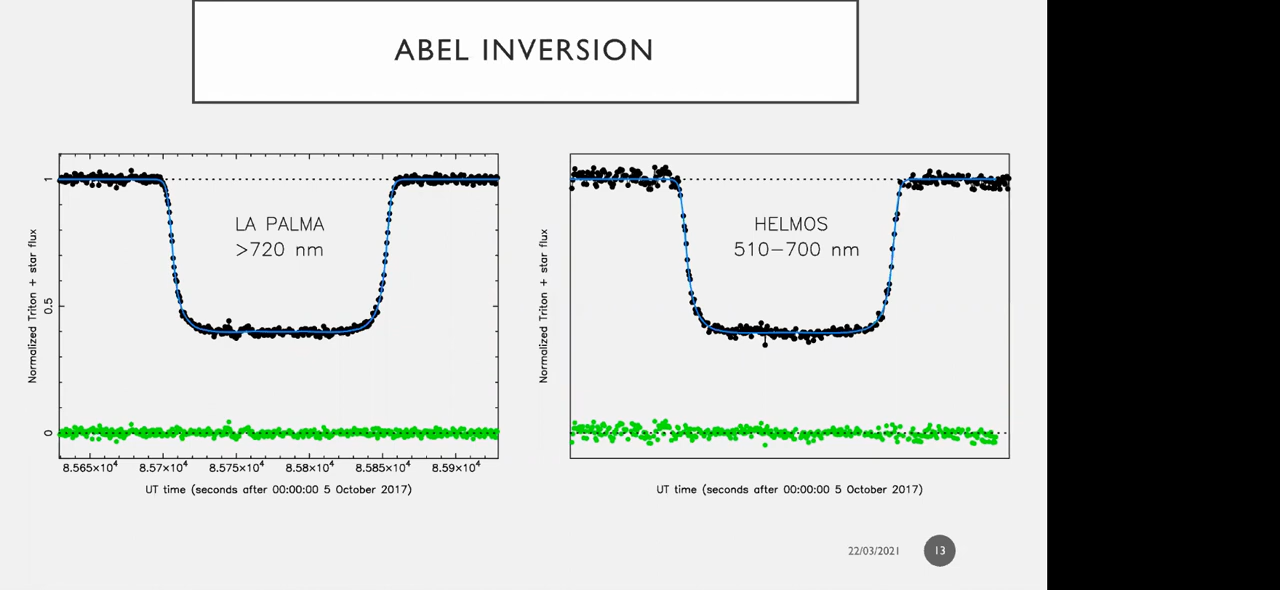 ABEL INVERSION
Normalized Triton + star flux
1
0.5
0
LA PALMA
>720 nm
8.565×10⁴ 8.57×10⁴ 8.575×10⁴ 8.58×10⁴ 8.585×10⁴ 8.59×10⁴
UT time (seconds after 00:00:00 5 October 2017)
Normalized Triton + star flux
HELMOS
510−700 nm
UT time (seconds after 00:00:00 5 October 2017)
22/03/2021
13